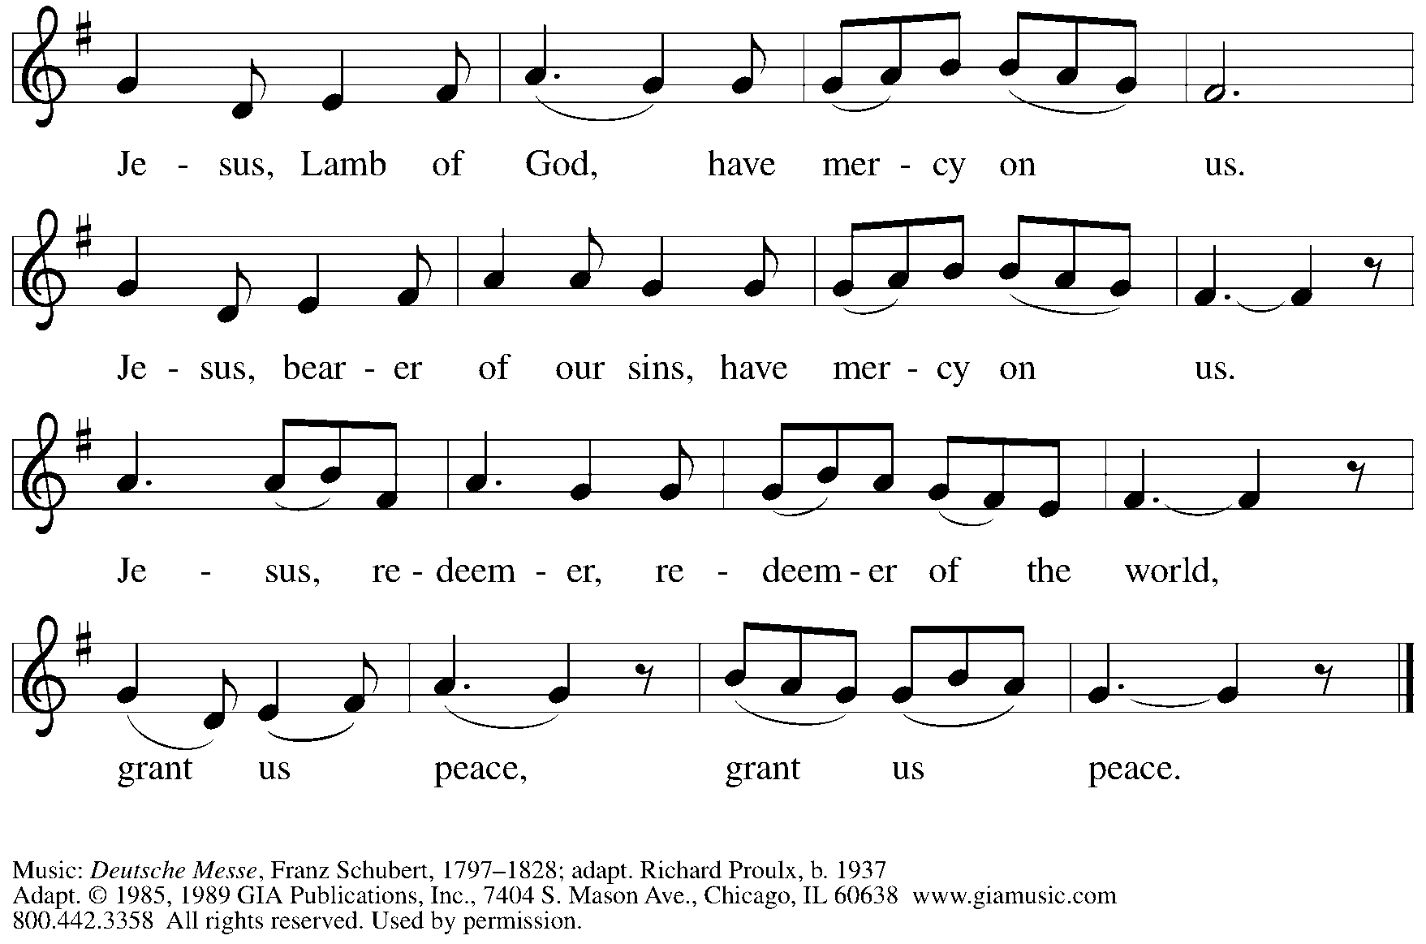 Je - sus, Lamb of God, have mer - cy on us.
Je - sus, bear - er of our sins, have mer - cy on us.
Je - sus, re - deem - er, re - deem - er of the world,
grant us peace, grant us peace.
Music: Deutsche Messe, Franz Schubert, 1797–1828; adapt. Richard Proulx, b. 1937
Adapt. © 1985, 1989 GIA Publications, Inc., 7404 S. Mason Ave., Chicago, IL 60638 www.giamusic.com
800.442.3358 All rights reserved. Used by permission.